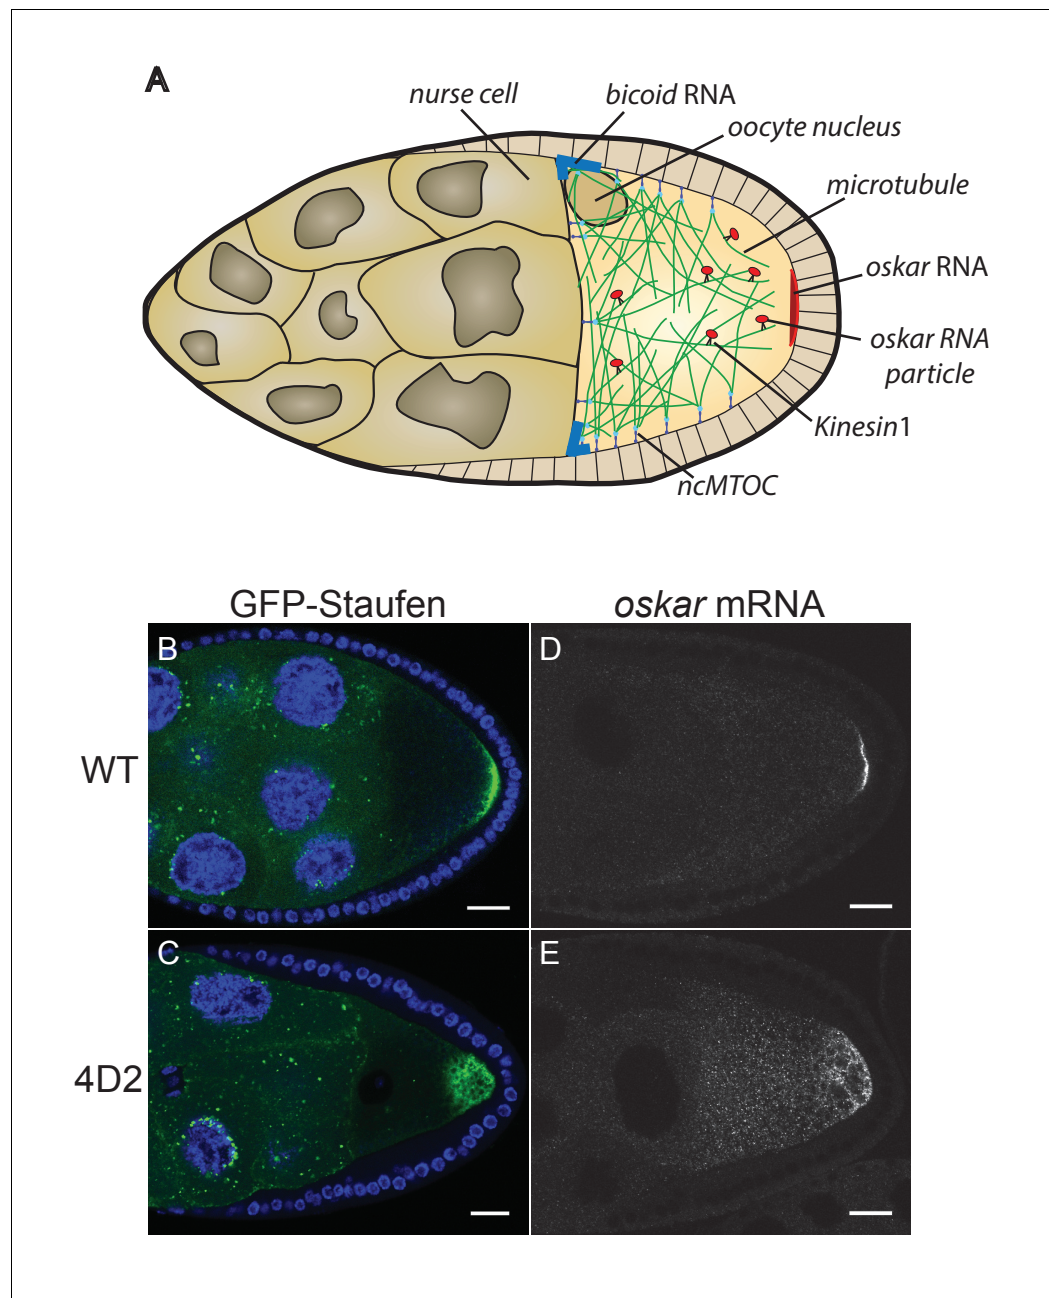 A
nurse cell
bicoid RNA
oocyte nucleus
microtubule
oskar RNA
oskar RNA
particle
Kinesin1
ncMTOC
GFP-Staufen
oskar mRNA
B
D
WT
C
E
4D2